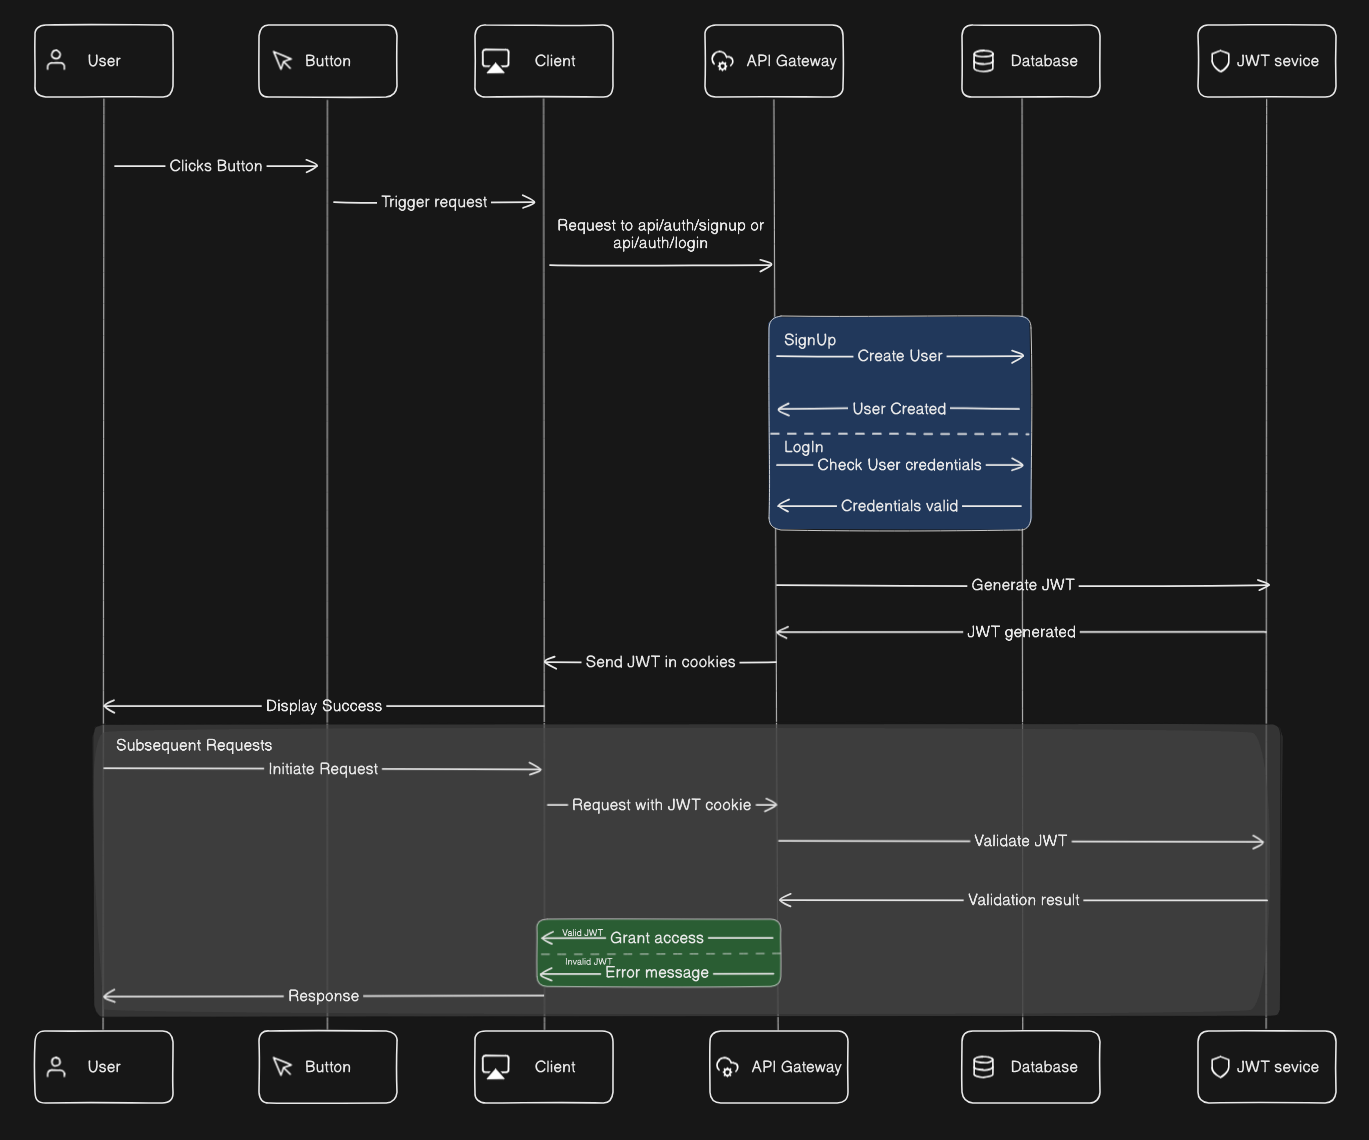 User
Button
Client
API Gateway
Database
JWT sevice
Clicks Button
Trigger request
Request to api/auth/signup or
api/auth/login
SignUp
Create User
User Created
LogIn
Check User credentials
Credentials valid
Generate JWT
JWT generated
Send JWT in cookies
Display Success
Subsequent Requests
Initiate Request
Request with JWT cookie
Validate JWT
Validation result
Valid JWT
Grant access
Invalid JWT
Error message
Response
User
Button
Client
API Gateway
Database
JWT sevice